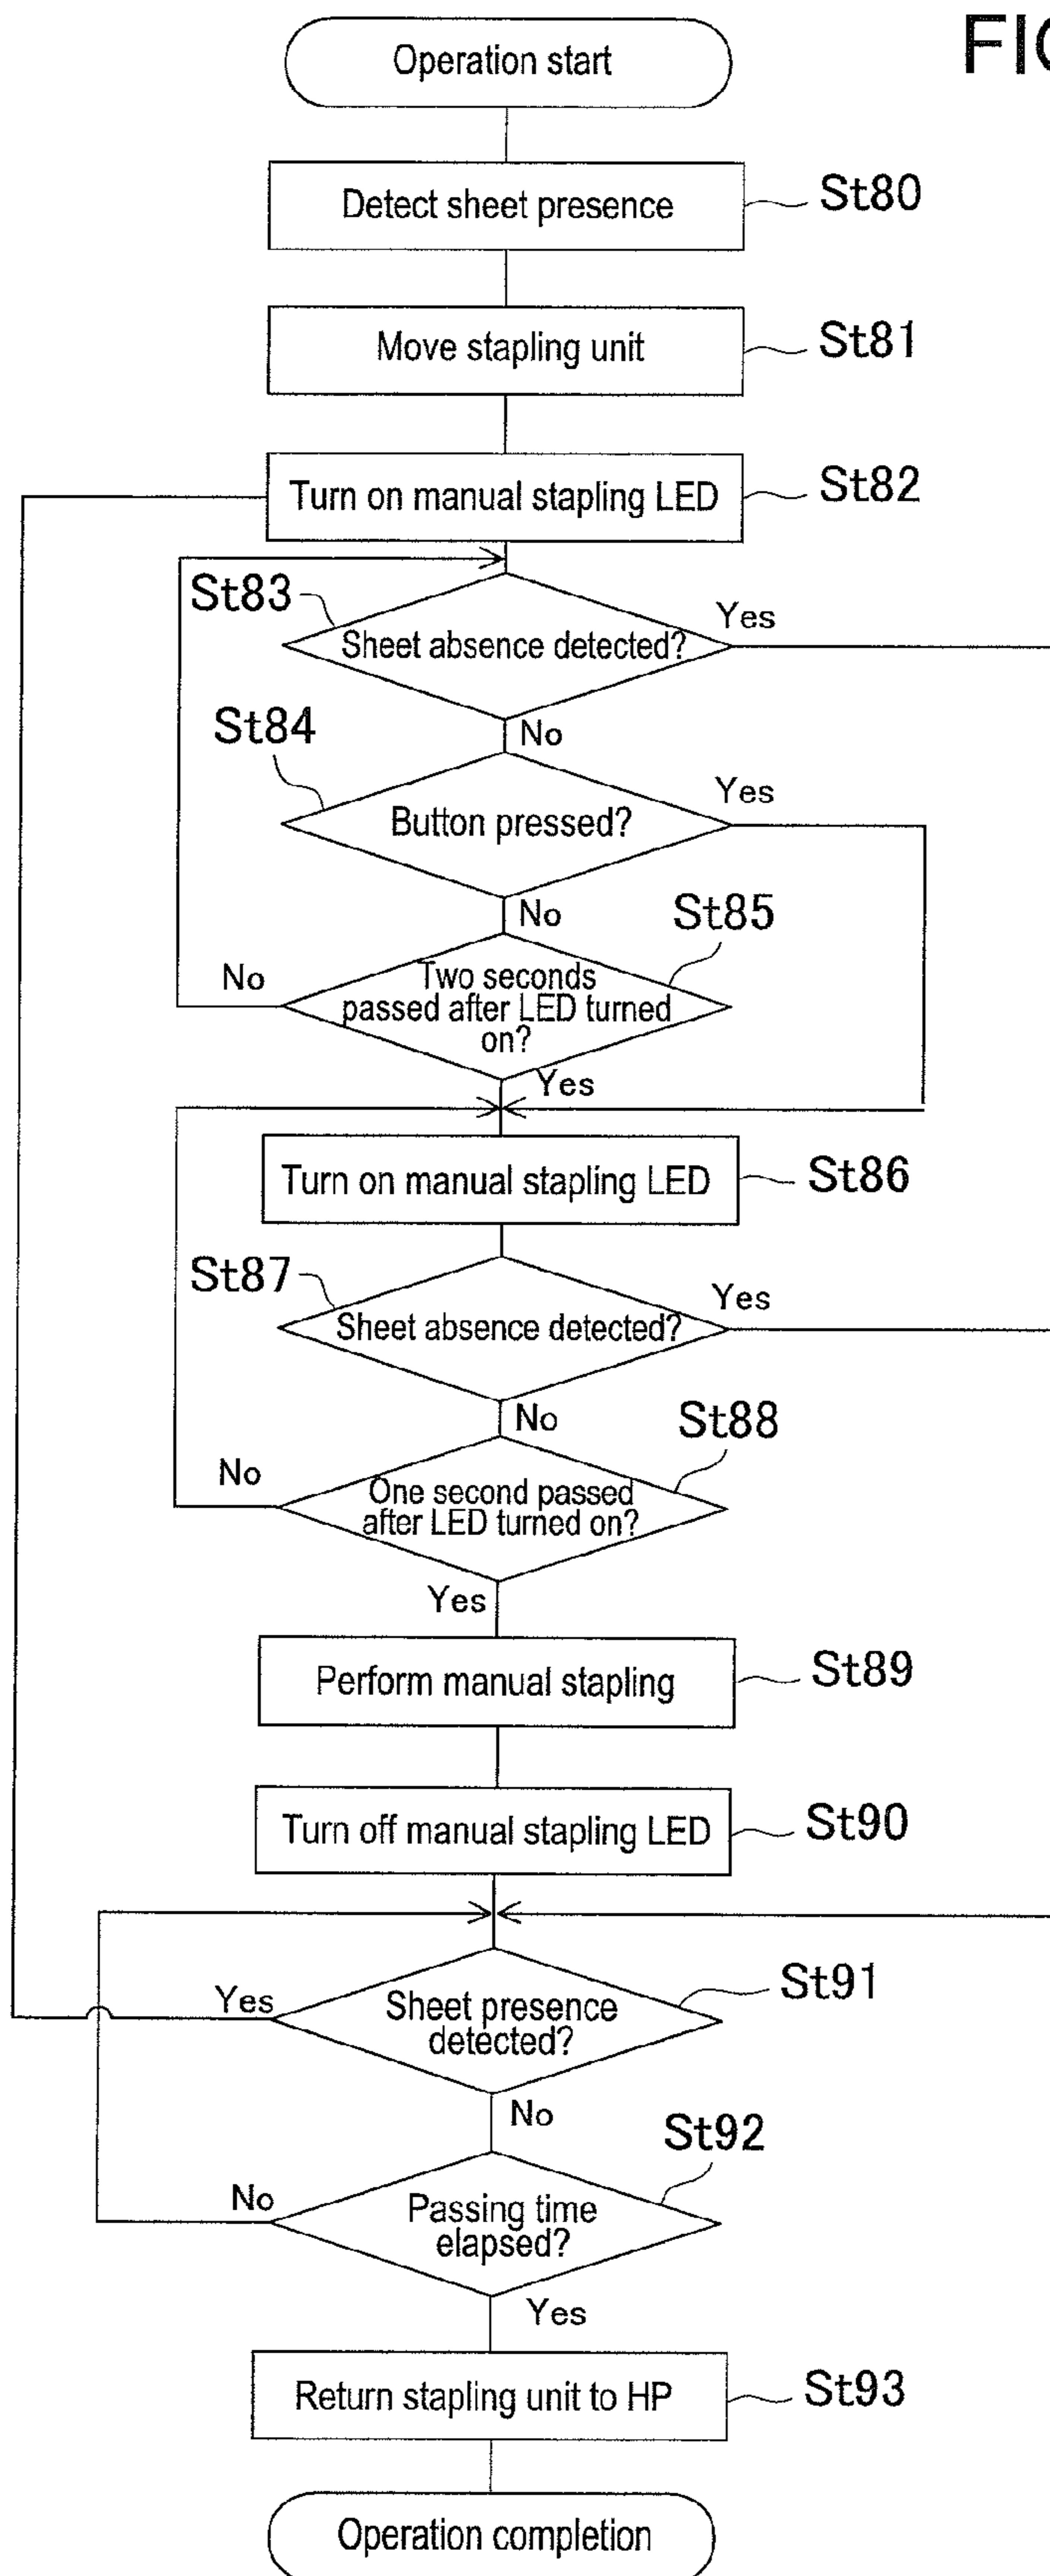 FIG
Operation start
Detect sheet presence
St80
Move stapling unit
St81
Turn on manual stapling LED
St82
St83
Sheet absence detected?
Yes
No
St84
Button pressed?
Yes
No
St85
Two seconds
passed after LED turned
on?
No
Yes
Turn on manual stapling LED
St86
St87
Sheet absence detected?
Yes
No
St88
One second passed
after LED turned on?
No
Yes
Perform manual stapling
St89
Turn off manual stapling LED
St90
Sheet presence
detected?
St91
Yes
No
St92
Passing time
elapsed?
No
Yes
Return stapling unit to HP
St93
Operation completion